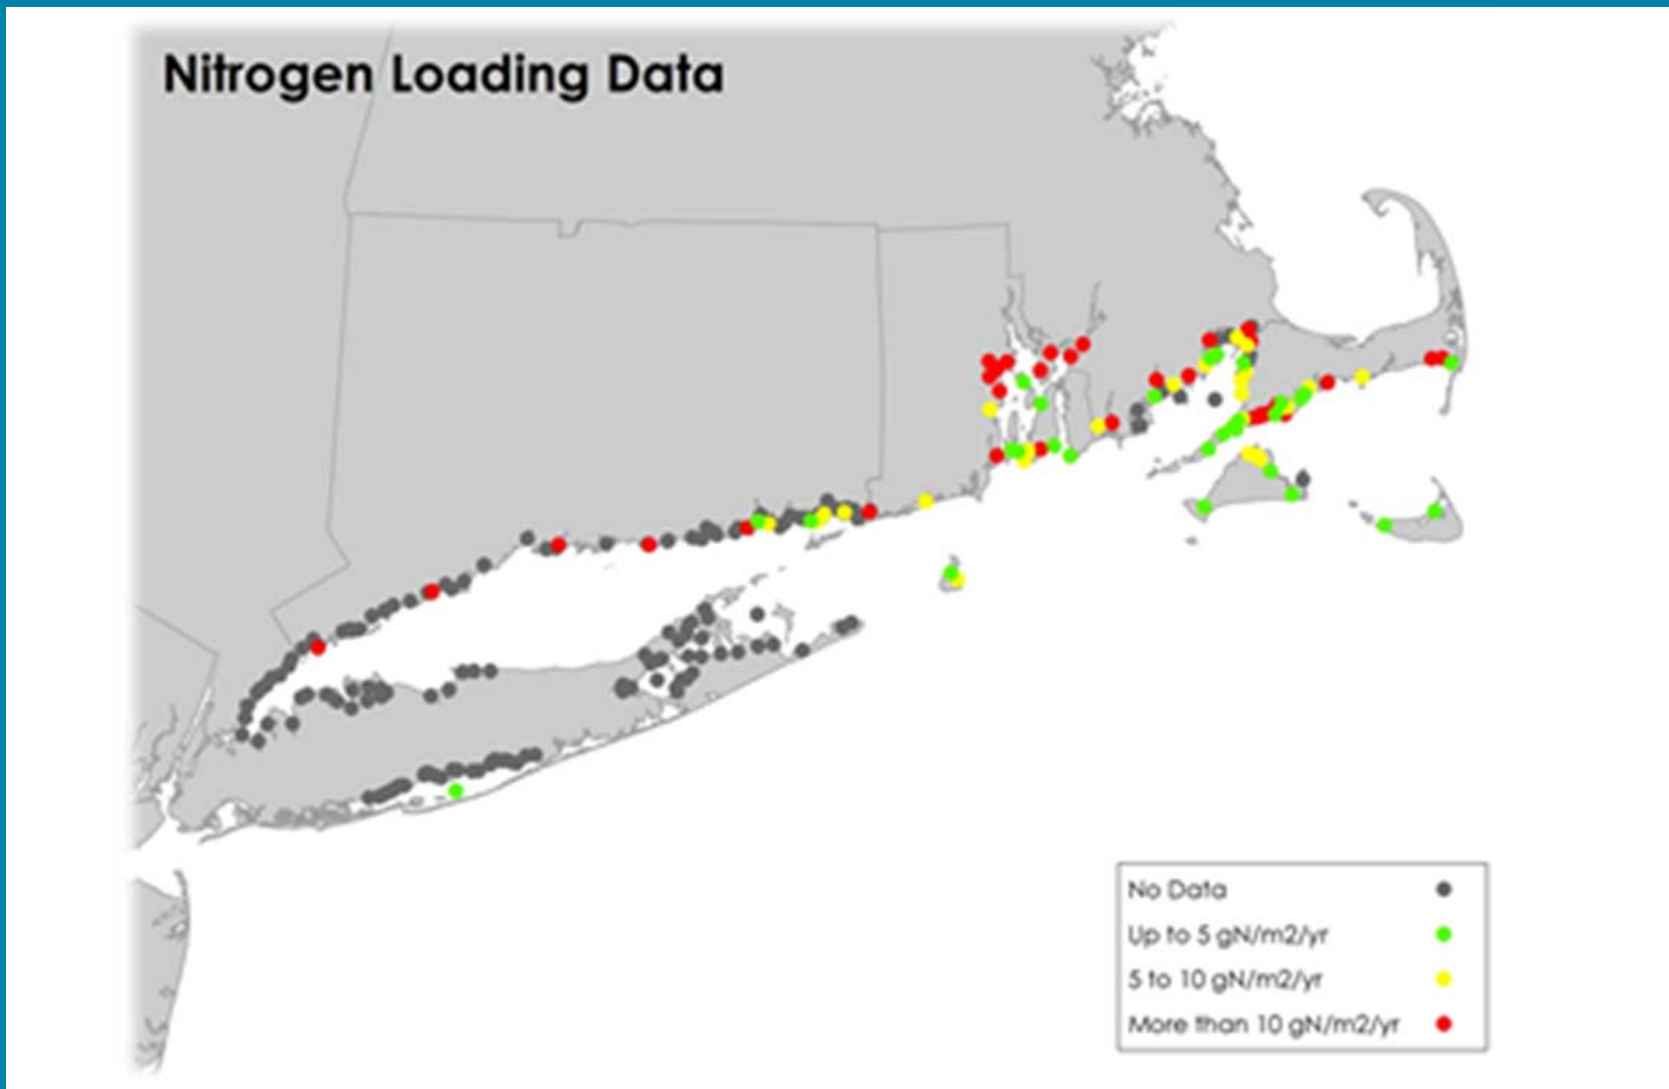 Nitrogen Loading Data
No Data
Up to 5 gN/m2/yr
5 to 10 gN/m2/yr
More than 10 gN/m2/yr